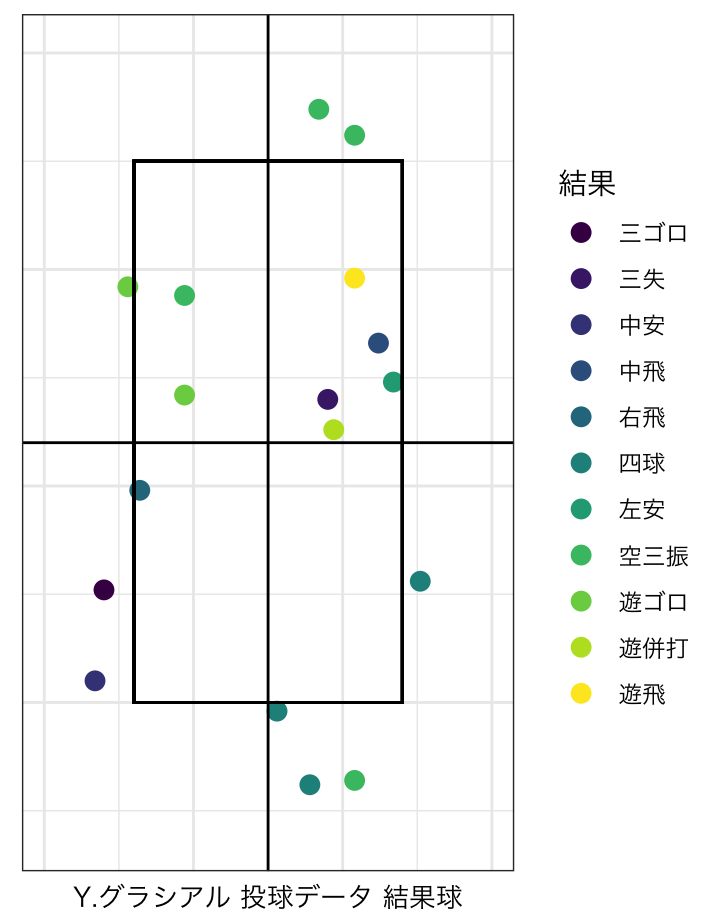 結果
三ゴロ
三失
中安
中飛
右飛
四球
左安
空三振
遊ゴロ
遊併打
遊飛
Y.グラシアル 投球データ 結果球